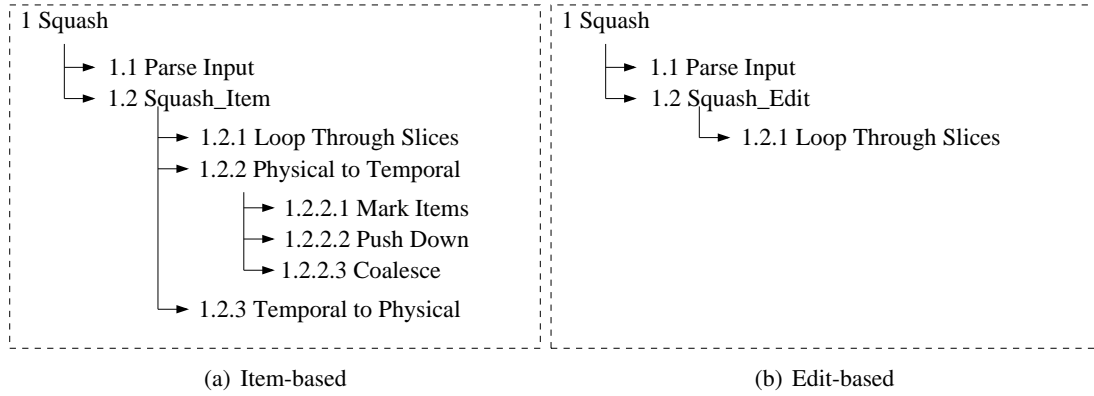 1 Squash
1.1 Parse Input
1.2 Squash_Item
1.2.1 Loop Through Slices
1.2.2 Physical to Temporal
1.2.2.1 Mark Items
1.2.2.2 Push Down
1.2.2.3 Coalesce
1.2.3 Temporal to Physical
(a) Item-based
1 Squash
1.1 Parse Input
1.2 Squash_Edit
1.2.1 Loop Through Slices
(b) Edit-based